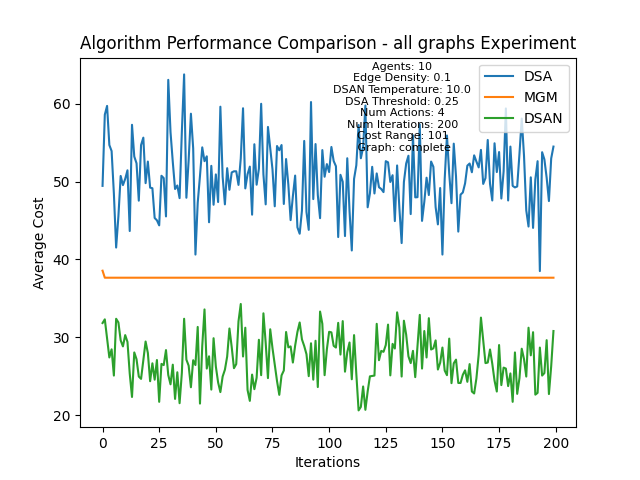 Algorithm Performance Comparison - all graphs Experiment
Agents: 10
Edge Density: 0.1
DSAN Temperature: 10.0
DSA Threshold: 0.25
Num Actions: 4
Num Iterations: 200
Cost Range: 101
Graph: complete
DSA
MGM
DSAN
Average Cost
60
50
40
30
20
0
25
50
75
100
125
150
175
200
Iterations